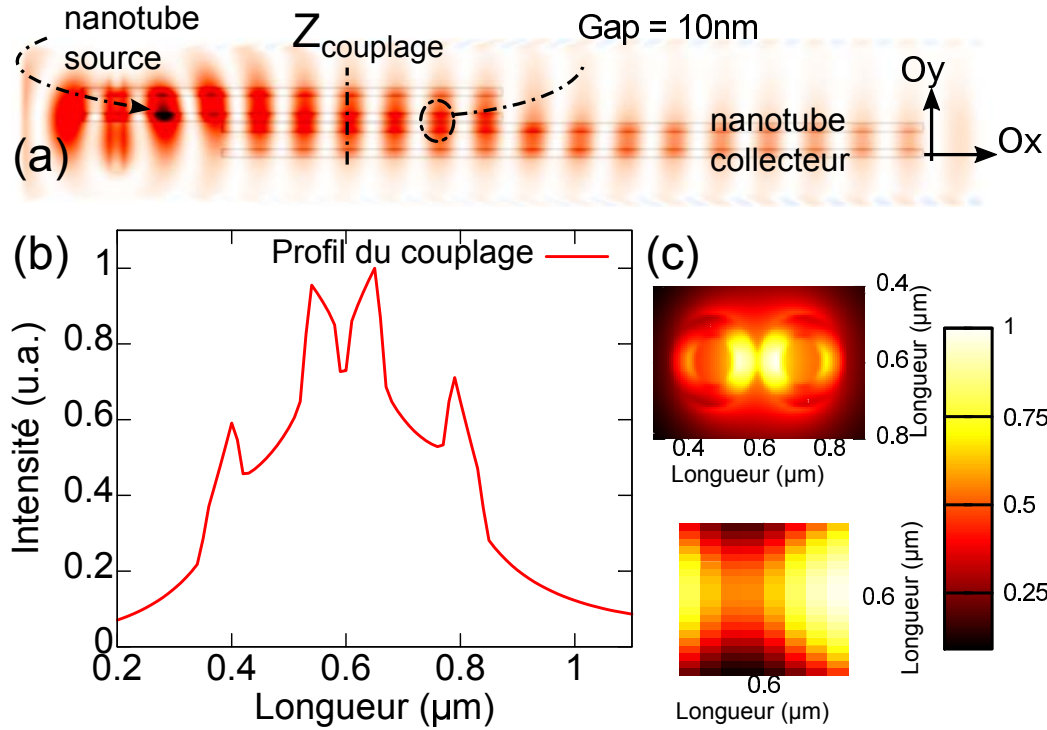 nanotube
source
Zcouplage
Gap = 10nm
Oy
Ox
nanotube
collecteur
(a)
(b)
Profil du couplage
Intensité (u.a.)
1
0.8
0.6
0.4
0.2
0
0.2
0.4
0.6
0.8
1
Longueur (µm)
(c)
0.4
0.6
0.8
Longueur (µm)
0.4
0.6
0.8
Longueur (µm)
0.6
Longueur (µm)
0.6
Longueur (µm)
1
0.75
0.5
0.25